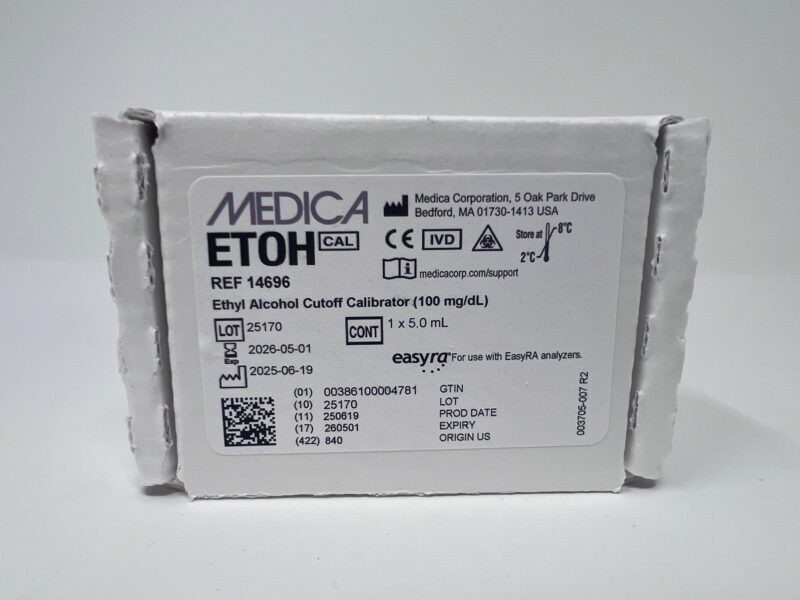 MEDICA
Medica Corporation, 5 Oak Park Drive
Bedford, MA 01730-1413 USA
ETOH CAL
CE IVD
Store at 2°C 8°C
REF 14696
medicacorp.com/support
Ethyl Alcohol Cutoff Calibrator (100 mg/dL)
LOT 25170
CONT 1 x 5.0 mL
Exp 2026-05-01
easyra For use with EasyRA analyzers.
2025-06-19
(01) 00386100004781 GTIN
(10) 25170 LOT
(11) 250619 PROD DATE
(17) 260501 EXPIRY
(422) 840 ORIGIN US
003705-007 R2